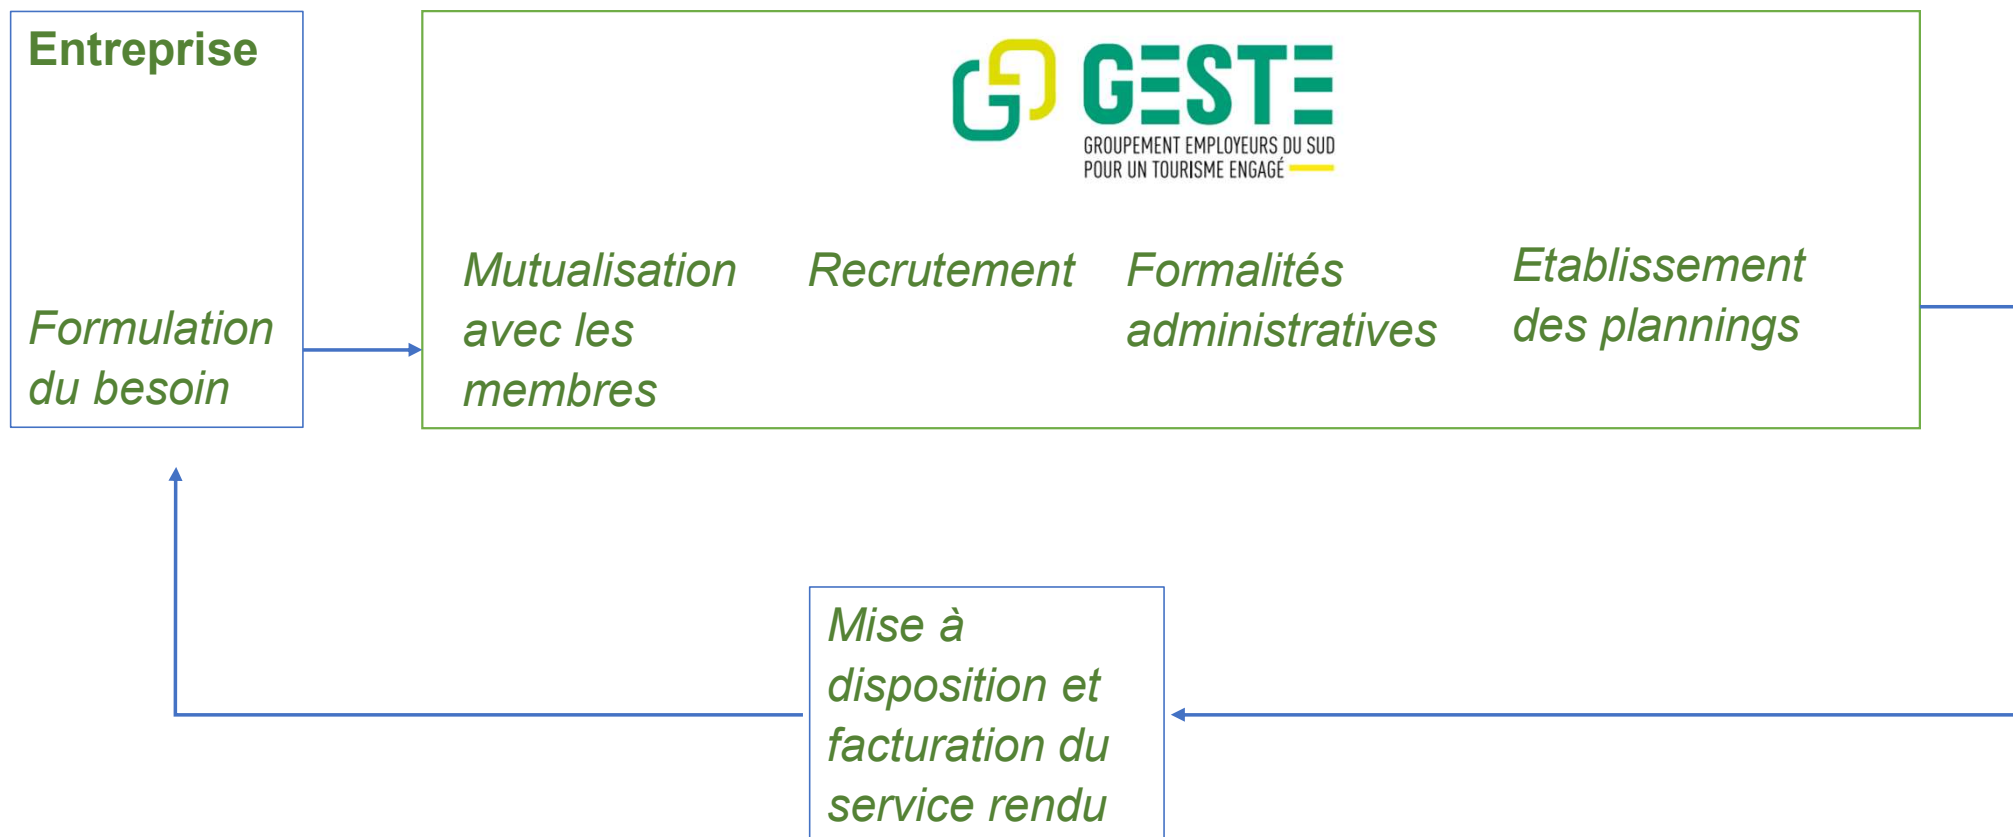 Entreprise
Formulation
du besoin
GESTE
GROUPEMENT EMPLOYEURS DU SUD
POUR UN TOURISME ENGAGÉ
Mutualisation
avec les
membres
Recrutement
Formalités
administratives
Etablissement
des plannings
Mise à
disposition et
facturation du
service rendu